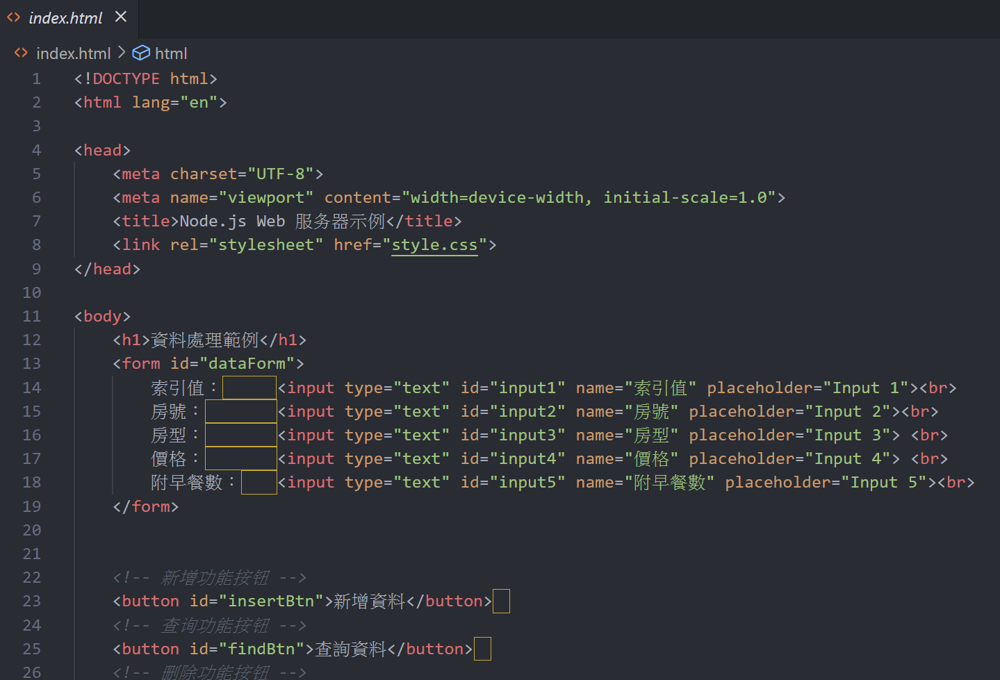 index.html
index.html > html
1 <!DOCTYPE html>
2 <html lang="en">
3
4 <head>
5 <meta charset="UTF-8">
6 <meta name="viewport" content="width=device-width, initial-scale=1.0">
7 <title>Node.js Web 服务器示例</title>
8 <link rel="stylesheet" href="style.css">
9 </head>
10
11 <body>
12 <h1>資料處理範例</h1>
13 <form id="dataForm">
14 索引值：　　　<input type="text" id="input1" name="索引值" placeholder="Input 1"><br>
15 房號：　　　　<input type="text" id="input2" name="房號" placeholder="Input 2"><br>
16 房型：　　　　<input type="text" id="input3" name="房型" placeholder="Input 3"> <br>
17 價格：　　　　<input type="text" id="input4" name="價格" placeholder="Input 4"> <br>
18 附早餐數：　　<input type="text" id="input5" name="附早餐數" placeholder="Input 5"><br>
19 </form>
20
21
22 <!-- 新增功能按钮 -->
23 <button id="insertBtn">新增資料</button>
24 <!-- 查询功能按钮 -->
25 <button id="findBtn">查詢資料</button>
26 <!-- 删除功能按钮 -->